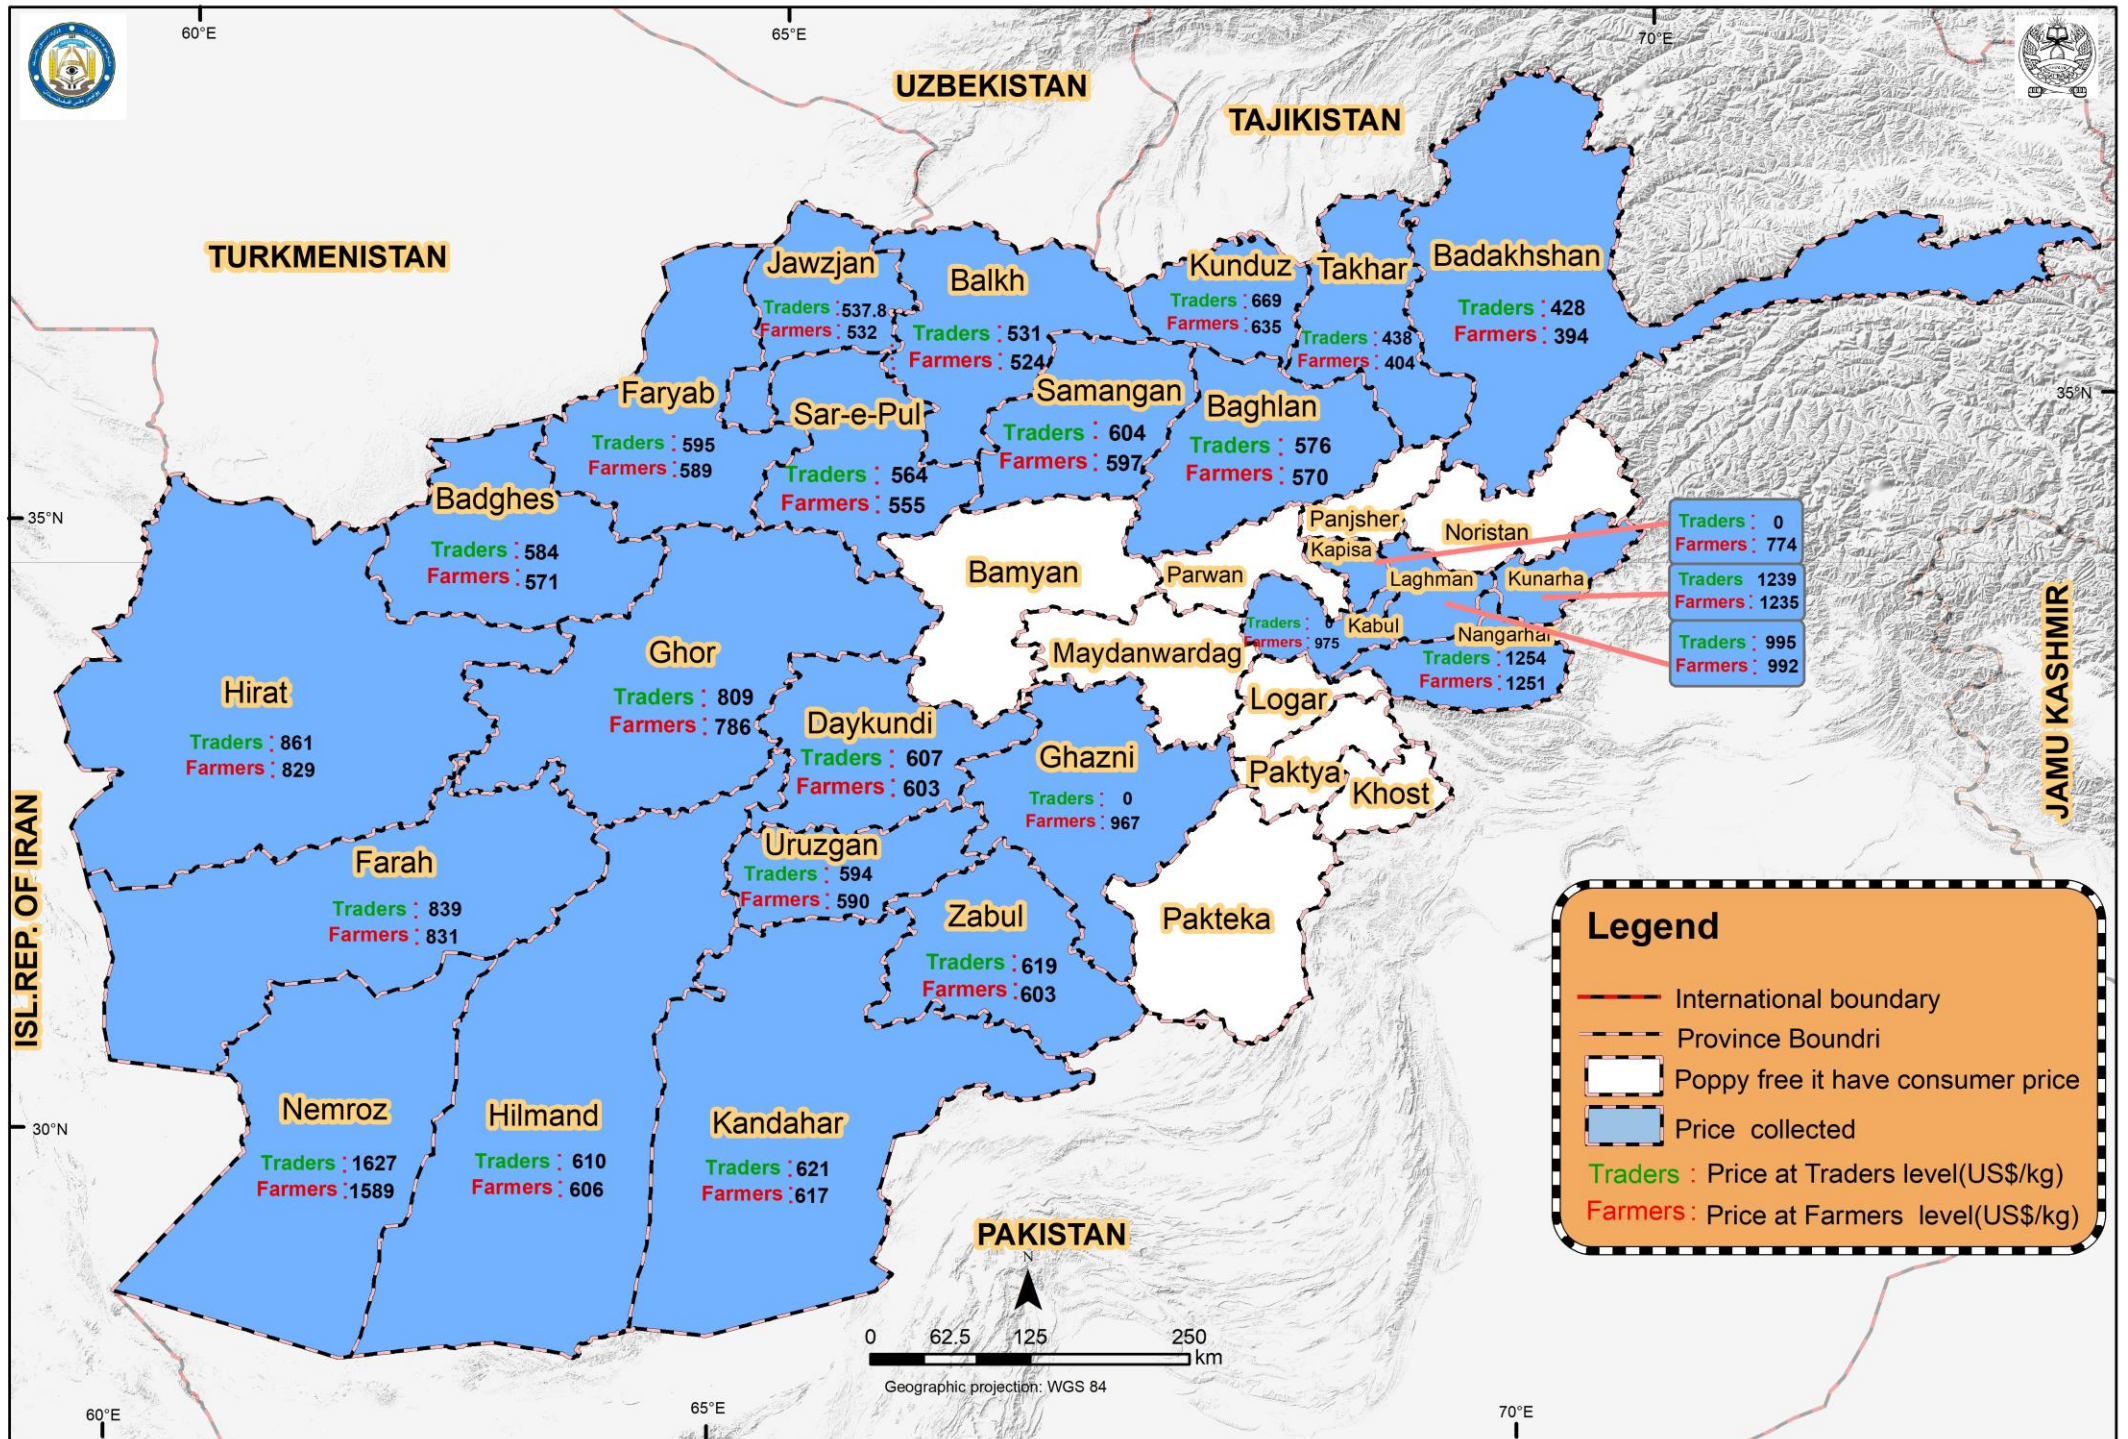 60°E
65°E
70°E
UZBEKISTAN
TAJIKISTAN
TURKMENISTAN
Jawzjan
Traders : 537.8
Farmers : 532
Balkh
Traders : 531
Farmers : 524
Kunduz
Traders : 669
Farmers : 635
Takhar
Traders : 438
Farmers : 404
Badakhshan
Traders : 428
Farmers : 394
35°N
Faryab
Traders : 595
Farmers : 589
Sar-e-Pul
Traders : 564
Farmers : 555
Samangan
Traders : 604
Farmers : 597
Baghlan
Traders : 576
Farmers : 570
Badghes
Traders : 584
Farmers : 571
35°N
Panjsher
Kapisa
Noristan
Traders : 0
Farmers : 774
Bamyan
Parwan
Laghman
Kunarha
Traders : 1239
Farmers : 1235
Kabul
Traders : 0
Farmers : 975
Nangarhar
Traders : 1254
Farmers : 1251
Traders : 995
Farmers : 992
JAMU KASHMIR
Ghor
Traders : 809
Farmers : 786
Maydanwardag
Hirat
Traders : 861
Farmers : 829
Daykundi
Traders : 607
Farmers : 603
Logar
Ghazni
Traders : 0
Farmers : 967
Paktya
Khost
ISL.REP. OF IRAN
Farah
Traders : 839
Farmers : 831
Uruzgan
Traders : 594
Farmers : 590
Zabul
Traders : 619
Farmers : 603
Pakteka
Nemroz
Traders : 1627
Farmers : 1589
Hilmand
Traders : 610
Farmers : 606
Kandahar
Traders : 621
Farmers : 617
30°N
PAKISTAN
N
0 62.5 125 250
km
Geographic projection: WGS 84
Legend
International boundary
Province Boundri
Poppy free it have consumer price
Price collected
Traders : Price at Traders level(US$/kg)
Farmers : Price at Farmers level(US$/kg)
60°E
65°E
70°E